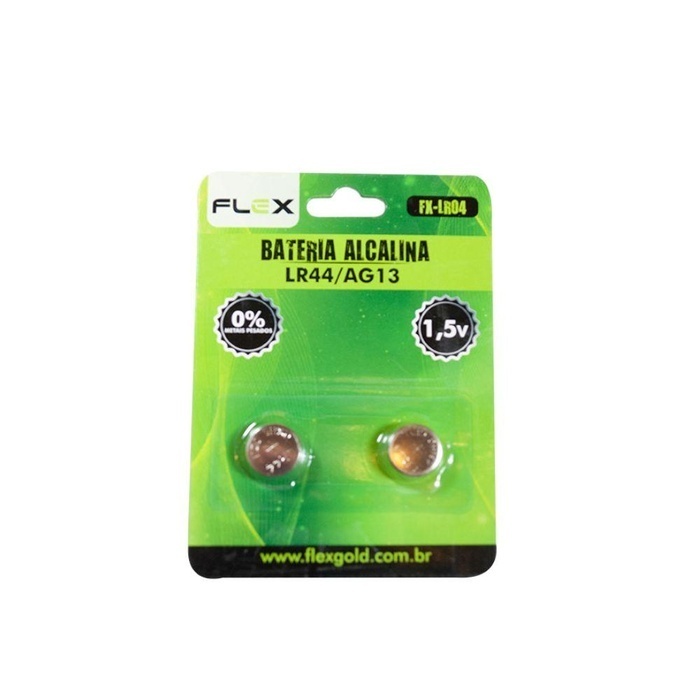 FLEX
FX-LR04
BATERIA ALCALINA
LR44/AG13
0%
METAIS PESADOS
1,5v
www.flexgold.com.br